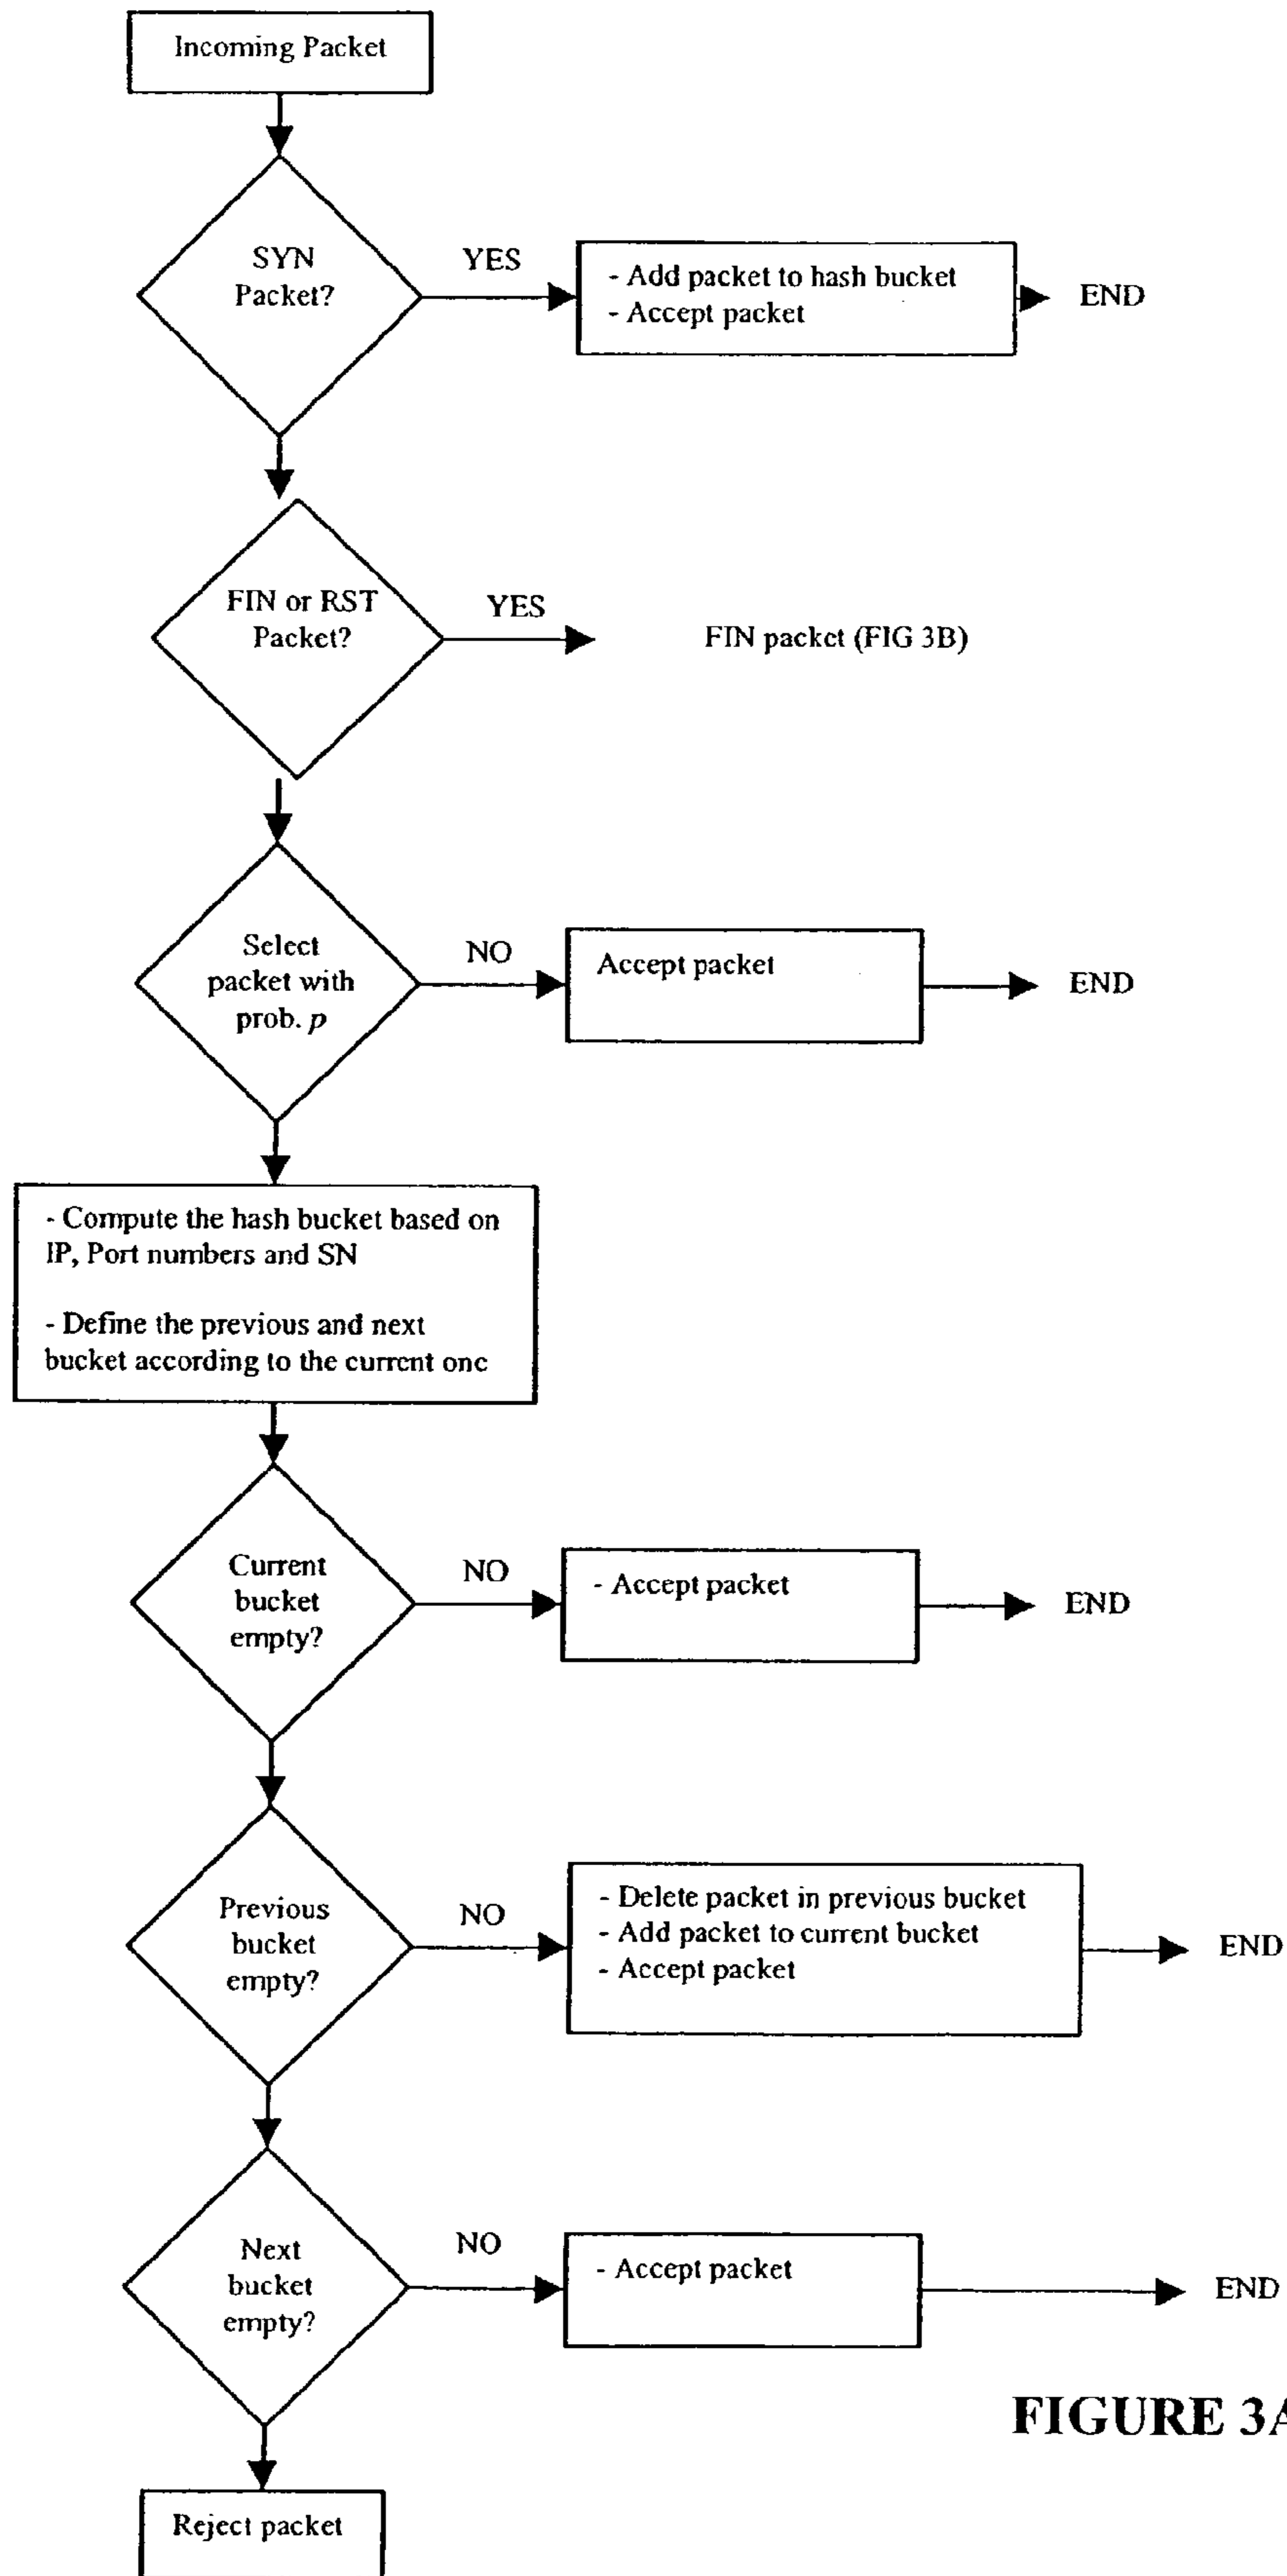 Incoming Packet
SYN
Packet?
YES
- Add packet to hash bucket
- Accept packet
END
FIN or RST
Packet?
YES
FIN packet (FIG 3B)
Select
packet with
prob. p
NO
Accept packet
END
- Compute the hash bucket based on
IP, Port numbers and SN
- Define the previous and next
bucket according to the current one
Current
bucket
empty?
NO
- Accept packet
END
Previous
bucket
empty?
NO
- Delete packet in previous bucket
- Add packet to current bucket
- Accept packet
END
Next
bucket
empty?
NO
- Accept packet
END
FIGURE 3A
Reject packet